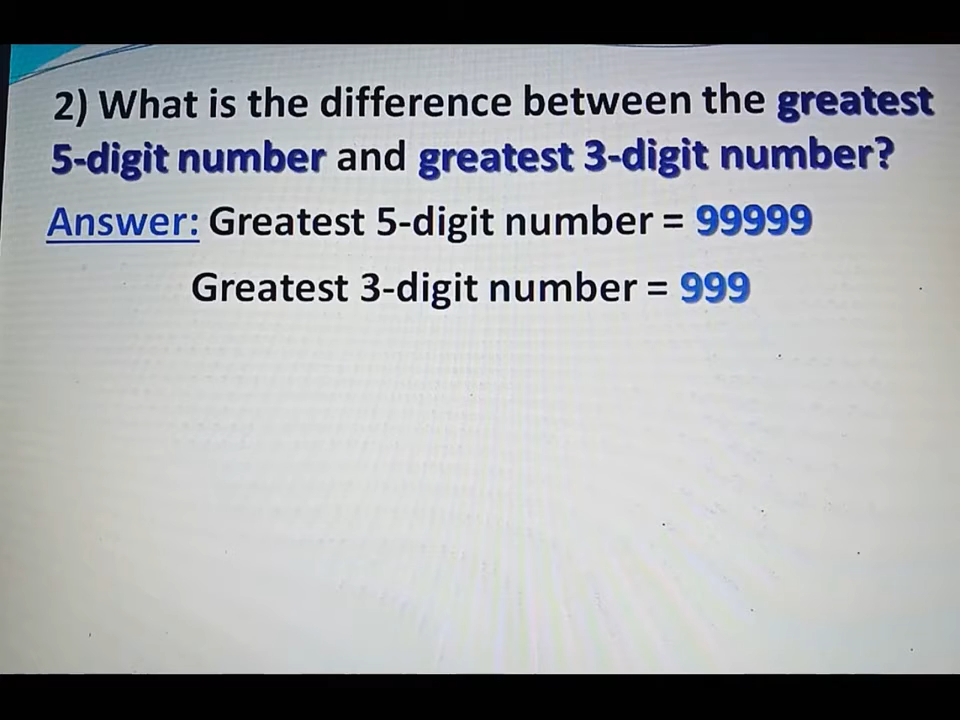 2) What is the difference between the greatest
5-digit number and greatest 3-digit number?
Answer: Greatest 5-digit number = 99999
Greatest 3-digit number = 999